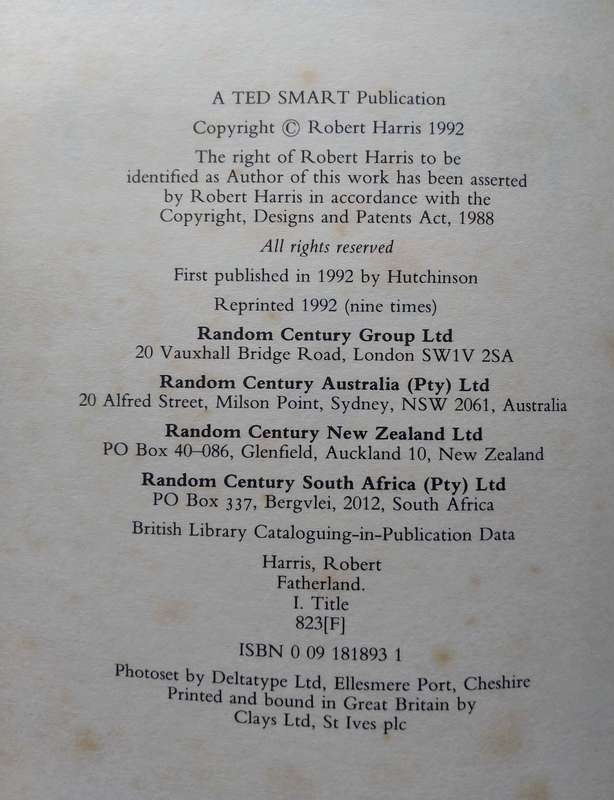 A TED SMART Publication
Copyright © Robert Harris 1992
The right of Robert Harris to be
identified as Author of this work has been asserted
by Robert Harris in accordance with the
Copyright, Designs and Patents Act, 1988
All rights reserved
First published in 1992 by Hutchinson
Reprinted 1992 (nine times)
Random Century Group Ltd
20 Vauxhall Bridge Road, London SW1V 2SA
Random Century Australia (Pty) Ltd
20 Alfred Street, Milson Point, Sydney, NSW 2061, Australia
Random Century New Zealand Ltd
PO Box 40–086, Glenfield, Auckland 10, New Zealand
Random Century South Africa (Pty) Ltd
PO Box 337, Bergvlei, 2012, South Africa
British Library Cataloguing-in-Publication Data
Harris, Robert
Fatherland.
I. Title
823[F]
ISBN 0 09 181893 1
Photoset by Deltatype Ltd, Ellesmere Port, Cheshire
Printed and bound in Great Britain by
Clays Ltd, St Ives plc